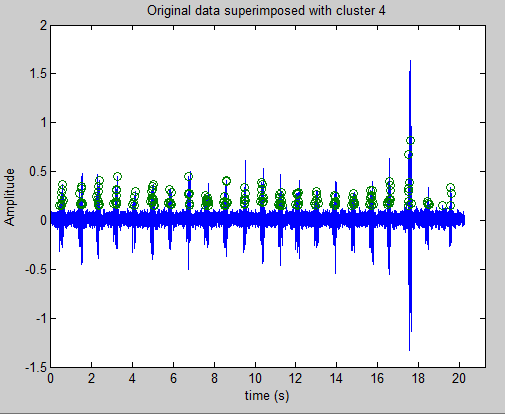 Original data superimposed with cluster 4
2
1.5
1
0.5
0
-0.5
-1
-1.5
Amplitude
0 2 4 6 8 10 12 14 16 18 20
time (s)